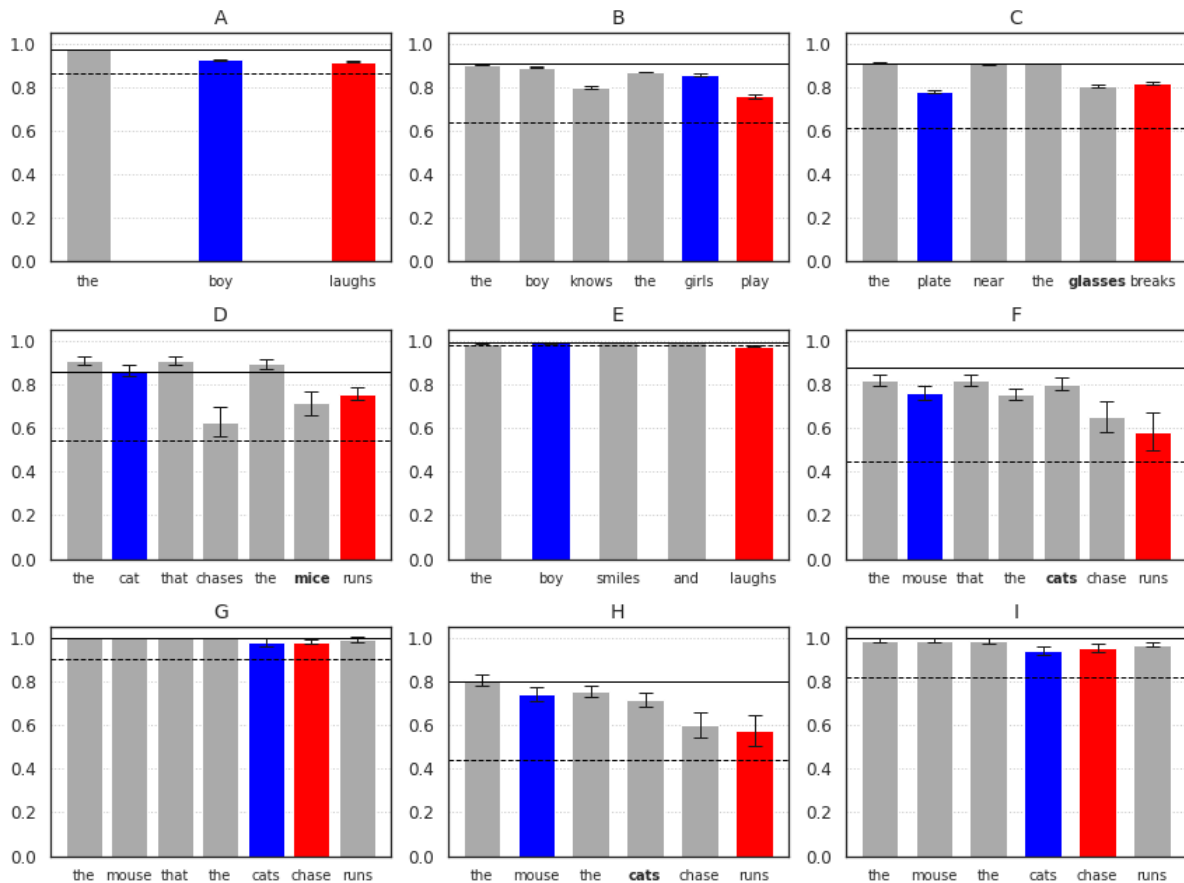 A B C
1.0 1.0 1.0
0.8 0.8 0.8
0.6 0.6 0.6
0.4 0.4 0.4
0.2 0.2 0.2
0.0 0.0 0.0
the boy laughs the boy knows the girls play the plate near the glasses breaks
D E F
1.0 1.0 1.0
0.8 0.8 0.8
0.6 0.6 0.6
0.4 0.4 0.4
0.2 0.2 0.2
0.0 0.0 0.0
the cat that chases the mice runs the boy smiles and laughs the mouse that the cats chase runs
G H I
1.0 1.0 1.0
0.8 0.8 0.8
0.6 0.6 0.6
0.4 0.4 0.4
0.2 0.2 0.2
0.0 0.0 0.0
the mouse that the cats chase runs the mouse the cats chase runs the mouse the cats chase runs